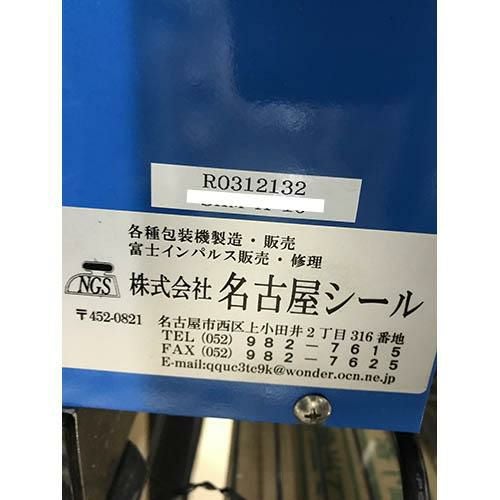 R0312132
各種包装機製造・販売
富士インパルス販売・修理
NGS 株式会社 名古屋シール
〒452-0821 名古屋市西区上小田井2丁目316番地
TEL (052) 982-7615
FAX (052) 982-7625
E-mail:qquc3tc9k@wonder.ocn.ne.jp